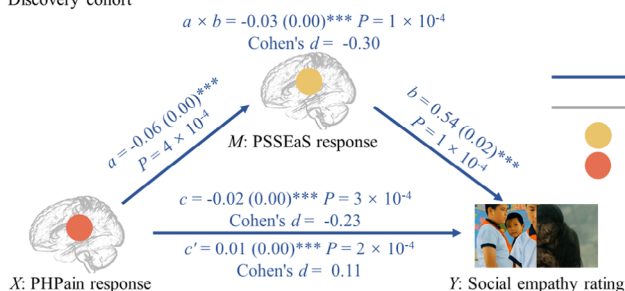 Discovery cohort
a × b = -0.03 (0.00)*** P = 1 × 10⁻⁴
Cohen's d = -0.30
a = -0.06 (0.00)***
P = 4 × 10⁻⁴
b = 0.54 (0.02)***
P = 1 × 10⁻⁴
M: PSSEaS response
c = -0.02 (0.00)*** P = 3 × 10⁻⁴
Cohen's d = -0.23
c' = 0.01 (0.00)*** P = 2 × 10⁻⁴
Cohen's d = 0.11
X: PHPain response
Y: Social empathy rating